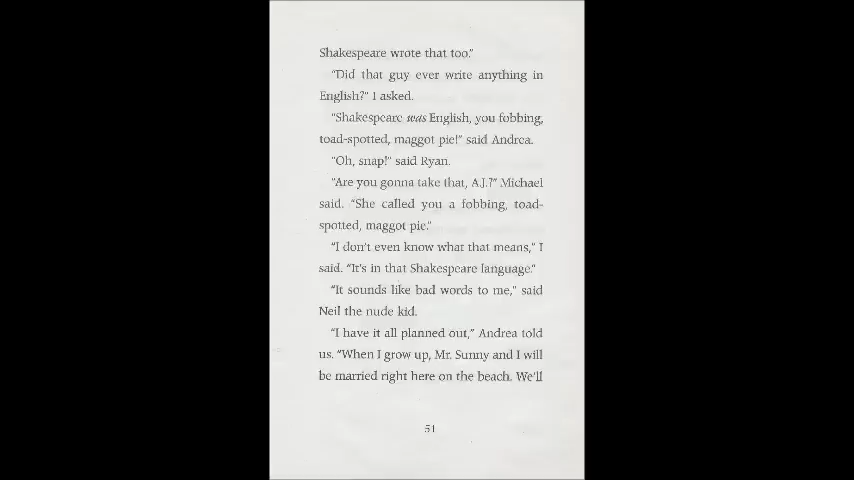 Shakespeare wrote that too."
"Did that guy ever write anything in
English?" I asked.
"Shakespeare was English, you fobbing,
toad-spotted, maggot pie!" said Andrea.
"Oh, snap!" said Ryan.
"Are you gonna take that, A.J.?" Michael
said. "She called you a fobbing, toad-
spotted, maggot pie."
"I don't even know what that means," I
said. "It's in that Shakespeare language."
"It sounds like bad words to me," said
Neil the nude kid.
"I have it all planned out," Andrea told
us. "When I grow up, Mr. Sunny and I will
be married right here on the beach. We'll
51